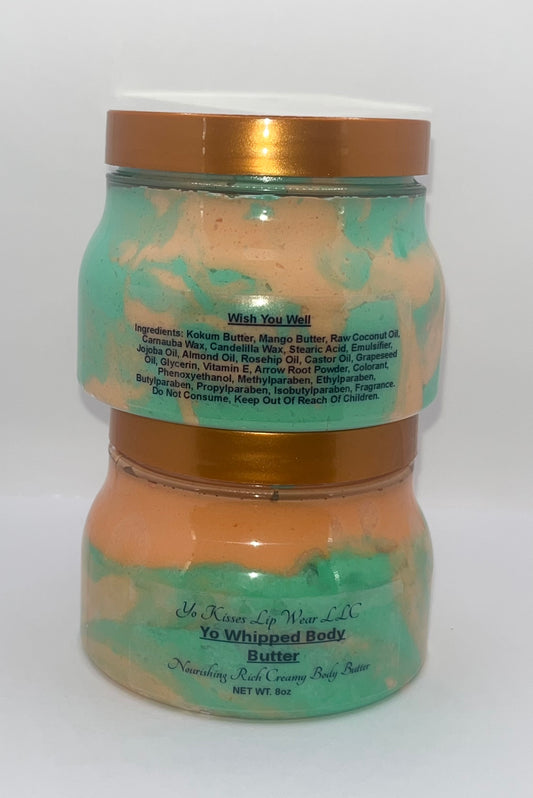 Wish You Well
Ingredients: Kokum Butter, Mango Butter, Raw Coconut Oil,
Carnauba Wax, Candelilla Wax, Stearic Acid, Emulsifier,
Jojoba Oil, Almond Oil, Rosehip Oil, Castor Oil, Grapeseed
Oil, Glycerin, Vitamin E, Arrow Root Powder, Colorant,
Phenoxyethanol, Methylparaben, Ethylparaben,
Butylparaben, Propylparaben, Isobutylparaben, Fragrance.
Do Not Consume, Keep Out Of Reach Of Children.
Yo Kisses Lip Wear LLC
Yo Whipped Body
Butter
Nourishing Rich Creamy Body Butter
NET WT. 8oz